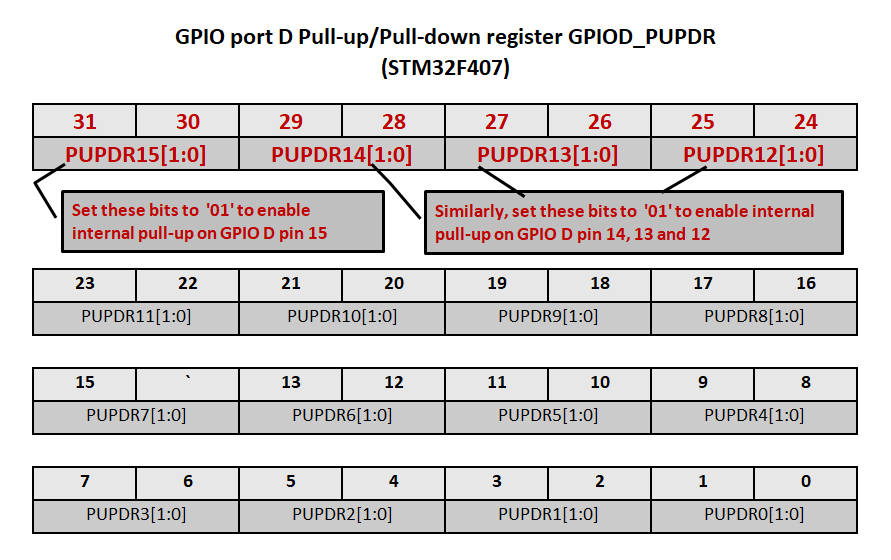 GPIO port D Pull-up/Pull-down register GPIOD_PUPDR
(STM32F407)
31 30 29 28 27 26 25 24
PUPDR15[1:0] PUPDR14[1:0] PUPDR13[1:0] PUPDR12[1:0]
Set these bits to '01' to enable
internal pull-up on GPIO D pin 15
Similarly, set these bits to '01' to enable internal
pull-up on GPIO D pin 14, 13 and 12
23 22 21 20 19 18 17 16
PUPDR11[1:0] PUPDR10[1:0] PUPDR9[1:0] PUPDR8[1:0]
15 ` 13 12 11 10 9 8
PUPDR7[1:0] PUPDR6[1:0] PUPDR5[1:0] PUPDR4[1:0]
7 6 5 4 3 2 1 0
PUPDR3[1:0] PUPDR2[1:0] PUPDR1[1:0] PUPDR0[1:0]